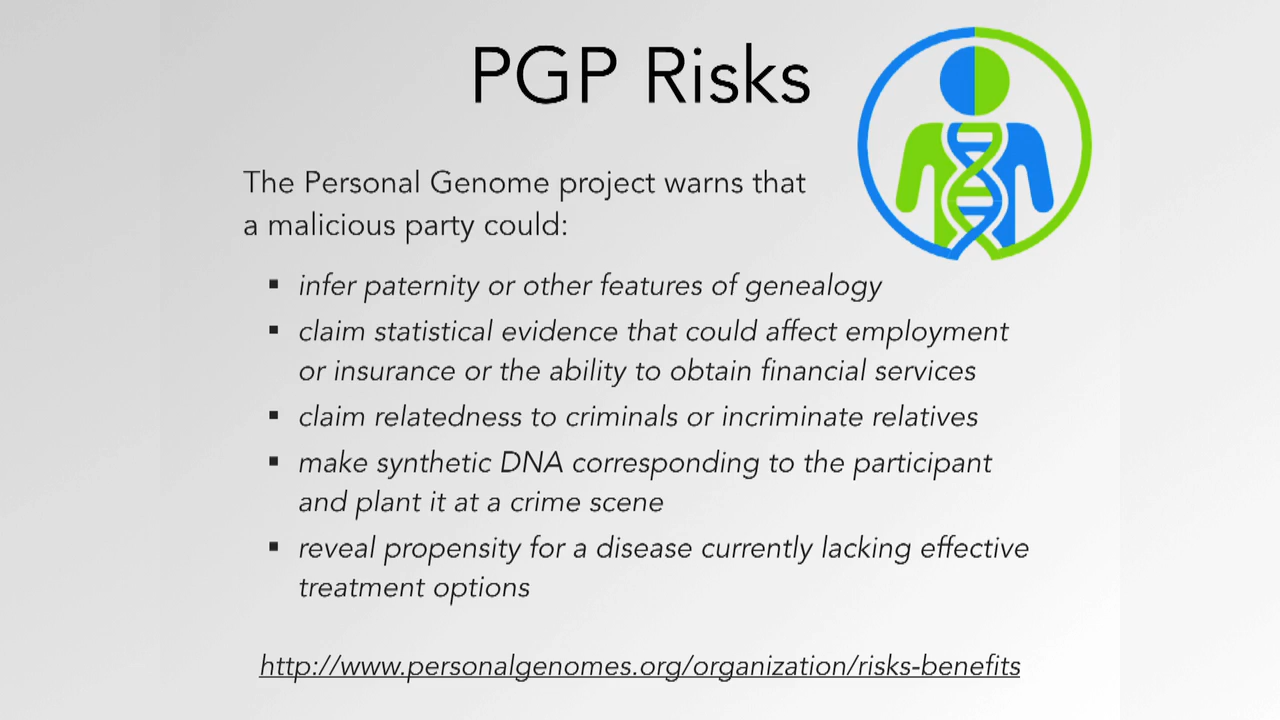 PGP Risks
The Personal Genome project warns that
a malicious party could:
▪ infer paternity or other features of genealogy
▪ claim statistical evidence that could affect employment
or insurance or the ability to obtain financial services
▪ claim relatedness to criminals or incriminate relatives
▪ make synthetic DNA corresponding to the participant
and plant it at a crime scene
▪ reveal propensity for a disease currently lacking effective
treatment options
http://www.personalgenomes.org/organization/risks-benefits